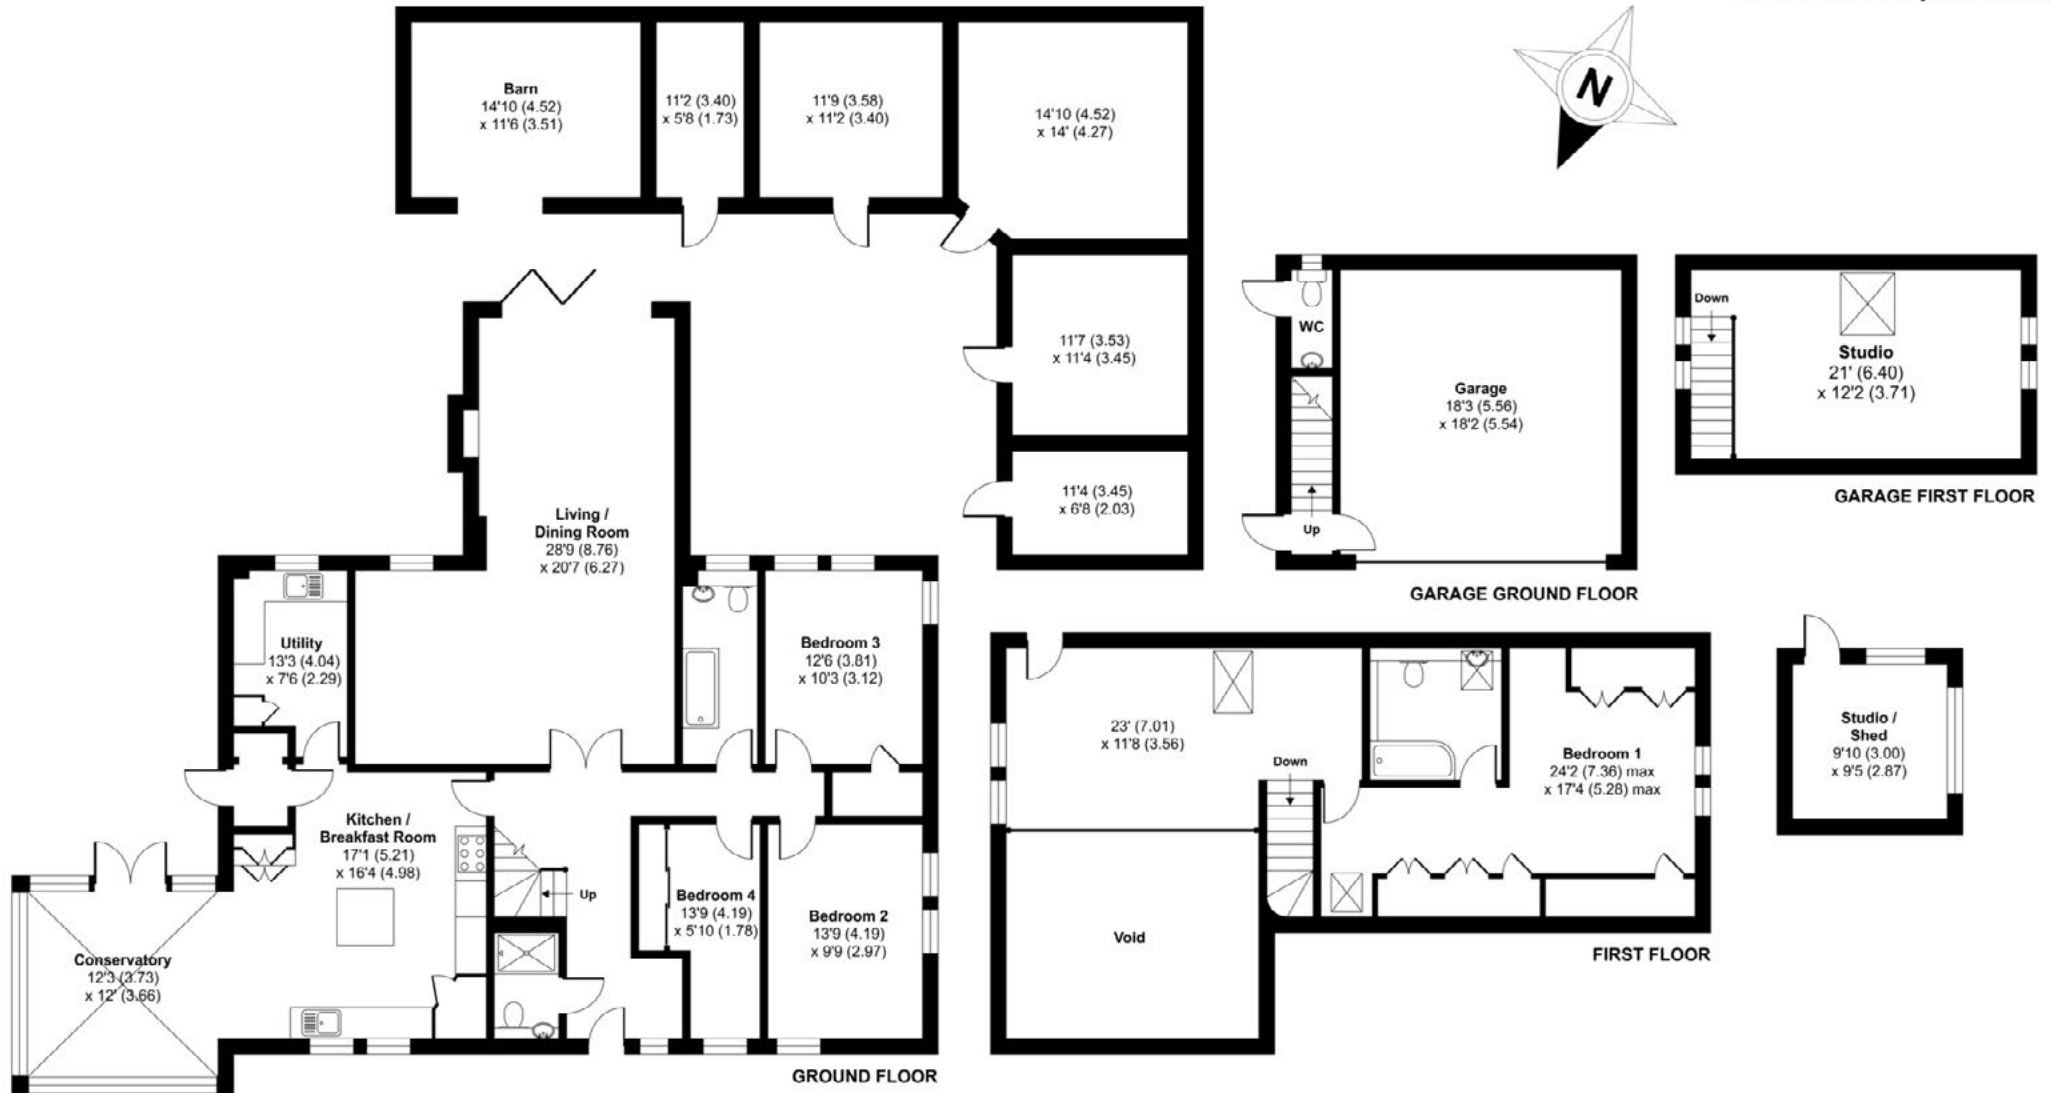 Barn
14'10 (4.52)
x 11'6 (3.51)
11'2 (3.40)
x 5'8 (1.73)
11'9 (3.58)
x 11'2 (3.40)
14'10 (4.52)
x 14' (4.27)
N
11'7 (3.53)
x 11'4 (3.45)
11'4 (3.45)
x 6'8 (2.03)
WC
Up
Garage
18'3 (5.56)
x 18'2 (5.54)
GARAGE GROUND FLOOR
Down
Studio
21' (6.40)
x 12'2 (3.71)
GARAGE FIRST FLOOR
Living /
Dining Room
28'9 (8.76)
x 20'7 (6.27)
Utility
13'3 (4.04)
x 7'6 (2.29)
Bedroom 3
12'6 (3.81)
x 10'3 (3.12)
Kitchen /
Breakfast Room
17'1 (5.21)
x 16'4 (4.98)
Up
Bedroom 4
13'9 (4.19)
x 5'10 (1.78)
Bedroom 2
13'9 (4.19)
x 9'9 (2.97)
Conservatory
12'3 (3.73)
x 12' (3.66)
GROUND FLOOR
23' (7.01)
x 11'8 (3.56)
Down
Bedroom 1
24'2 (7.36) max
x 17'4 (5.28) max
Void
FIRST FLOOR
Studio /
Shed
9'10 (3.00)
x 9'5 (2.87)